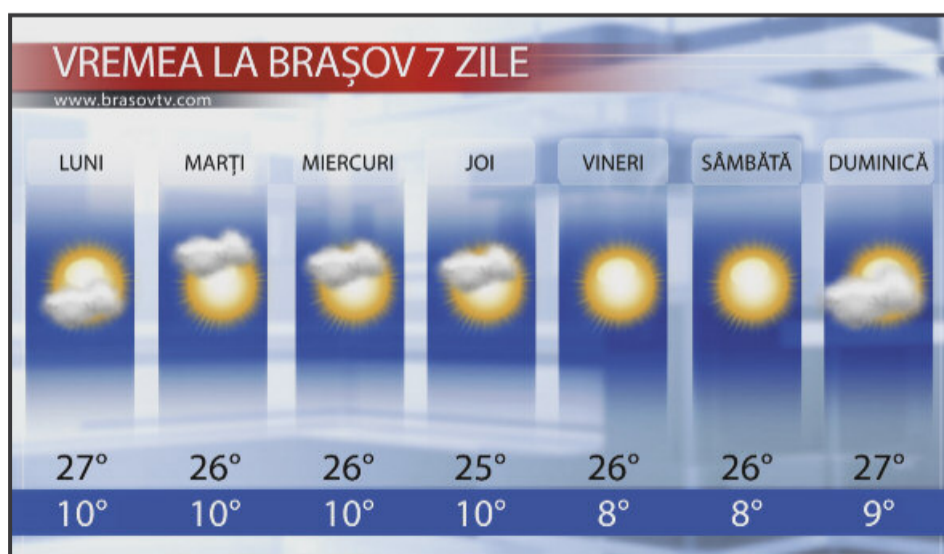 VREMEA LA BRAȘOV 7 ZILE
www.brasovtv.com
LUNI MARȚI MIERCURI JOI VINERI SÂMBĂTĂ DUMINICĂ
27° 26° 26° 25° 26° 26° 27°
10° 10° 10° 10° 8° 8° 9°